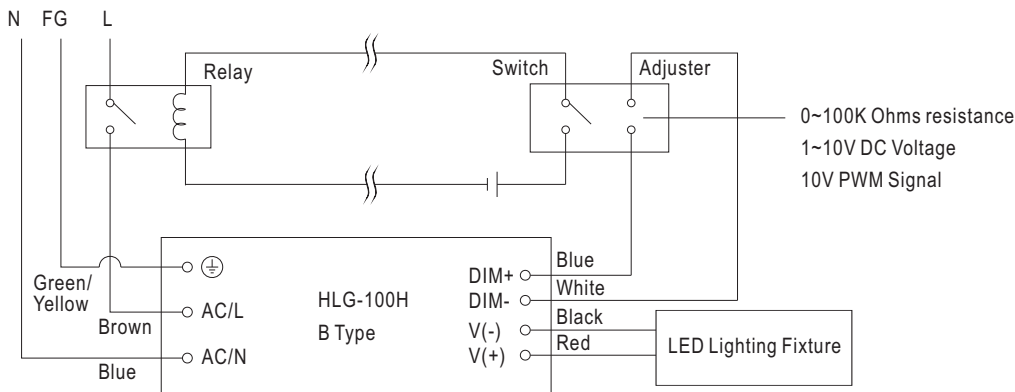 N FG L
Relay
Switch
Adjuster
0~100K Ohms resistance
1~10V DC Voltage
10V PWM Signal
Green/
Yellow
Brown
Blue
AC/L
AC/N
HLG-100H
B Type
DIM+
DIM-
V(-)
V(+)
Blue
White
Black
Red
LED Lighting Fixture